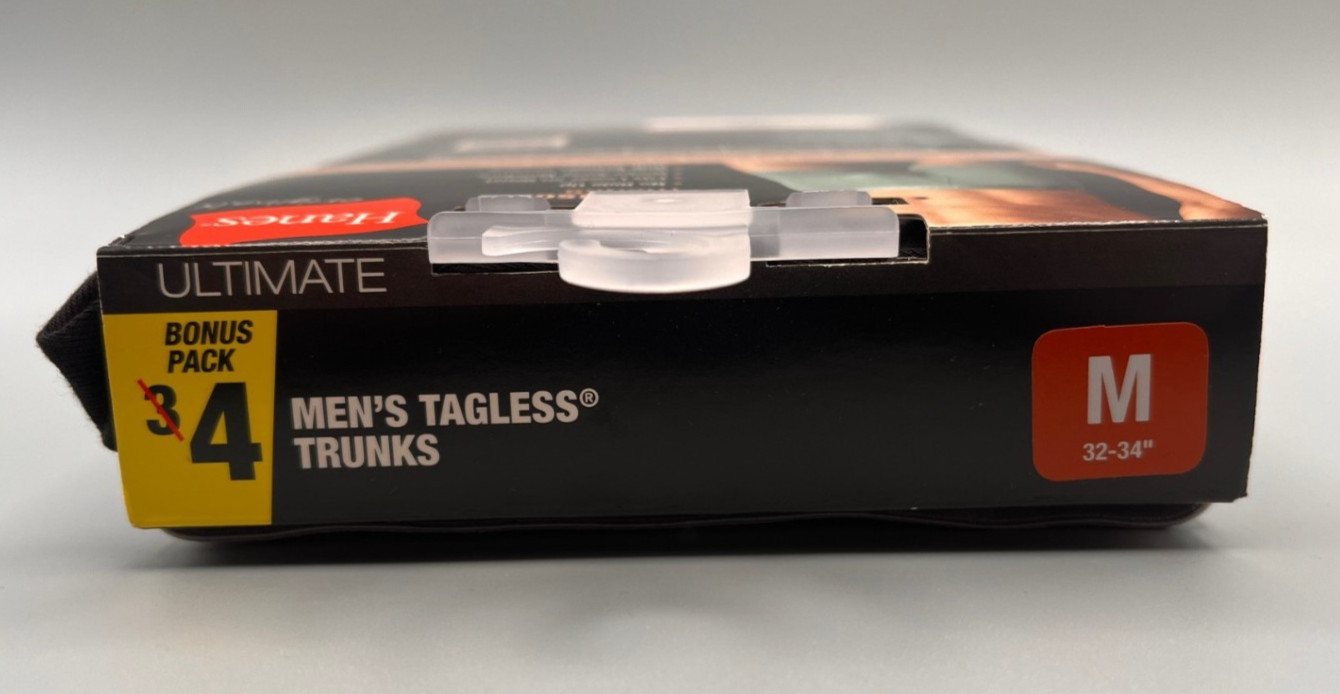 Hanes
ULTIMATE
BONUS
PACK
3 4
MEN'S TAGLESS®
TRUNKS
M
32-34"